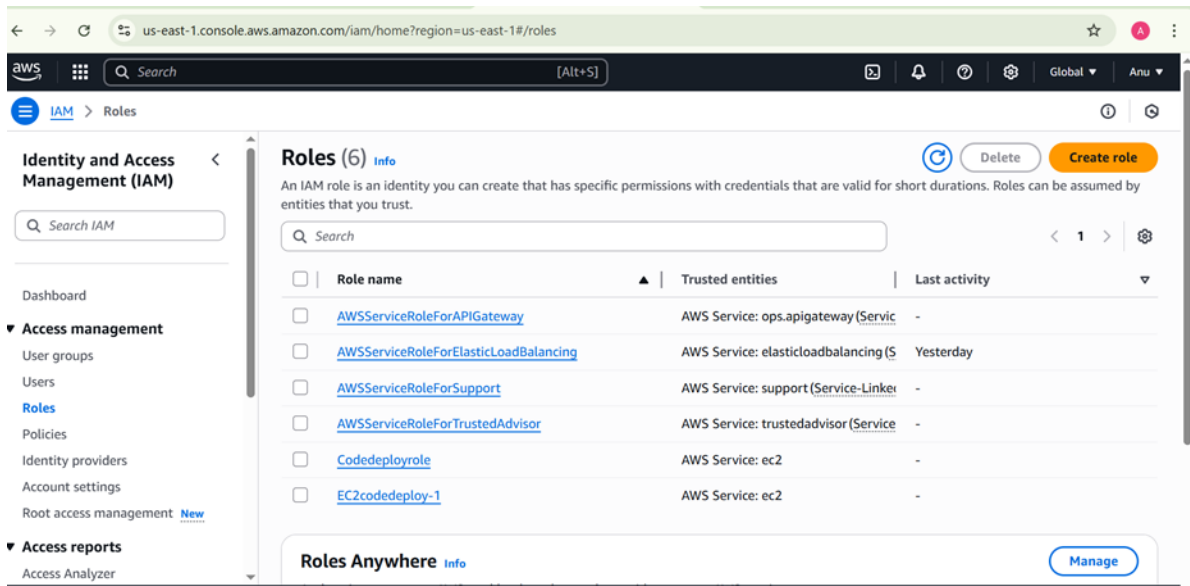 us-east-1.console.aws.amazon.com/iam/home?region=us-east-1#/roles
A
aws
Search
[Alt+S]
Global
Anu
IAM > Roles
Identity and Access
Management (IAM)
Search IAM
Dashboard
Access management
User groups
Users
Roles
Policies
Identity providers
Account settings
Root access management New
Access reports
Access Analyzer
Roles (6) Info
Delete
Create role
An IAM role is an identity you can create that has specific permissions with credentials that are valid for short durations. Roles can be assumed by
entities that you trust.
Search
1
Role name Trusted entities Last activity
AWSServiceRoleForAPIGateway AWS Service: ops.apigateway (Servic -
AWSServiceRoleForElasticLoadBalancing AWS Service: elasticloadbalancing (S Yesterday
AWSServiceRoleForSupport AWS Service: support (Service-Linke -
AWSServiceRoleForTrustedAdvisor AWS Service: trustedadvisor (Service -
Codedeployrole AWS Service: ec2 -
EC2codedeploy-1 AWS Service: ec2 -
Roles Anywhere Info
Manage